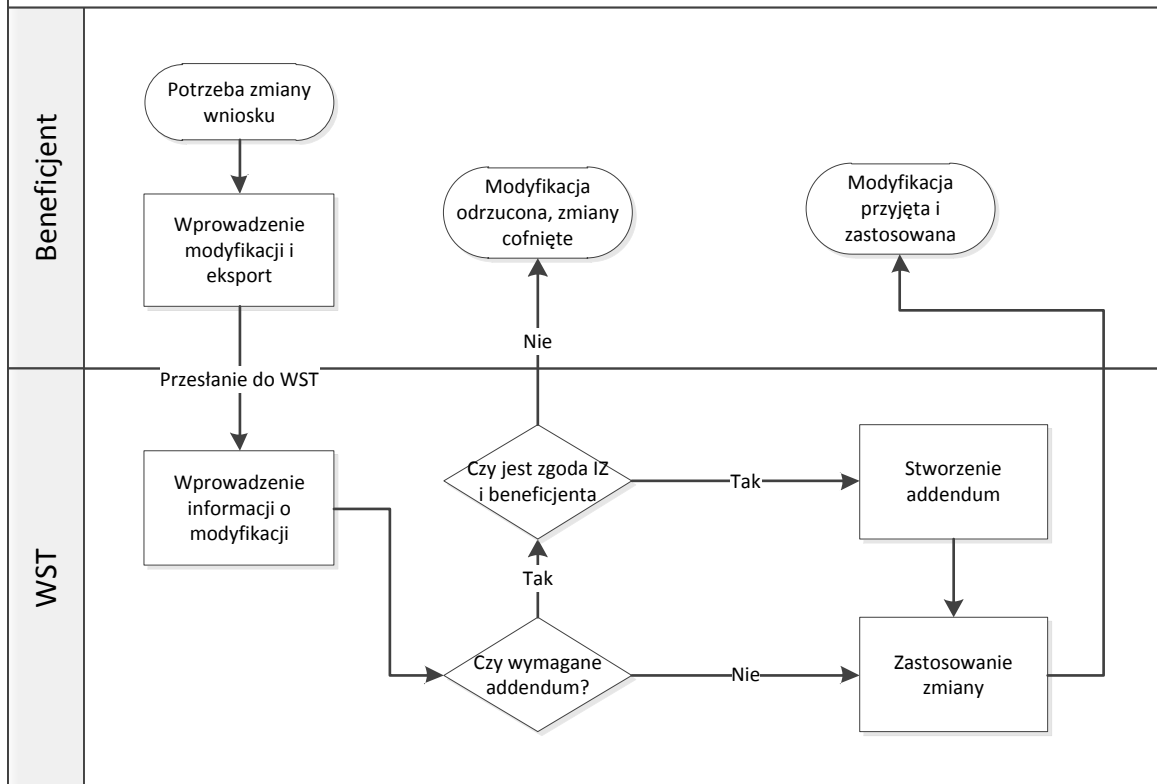 Beneficjent
Potrzeba zmiany
wniosku
Wprowadzenie
modyfikacji i
eksport
Modyfikacja
odrzucona, zmiany
cofnięte
Modyfikacja
przyjęta i
zastosowana
Nie
Przesłanie do WST
WST
Wprowadzenie
informacji o
modyfikacji
Czy jest zgoda IZ
i beneficjenta
Tak
Stworzenie
addendum
Tak
Czy wymagane
addendum?
Nie
Zastosowanie
zmiany